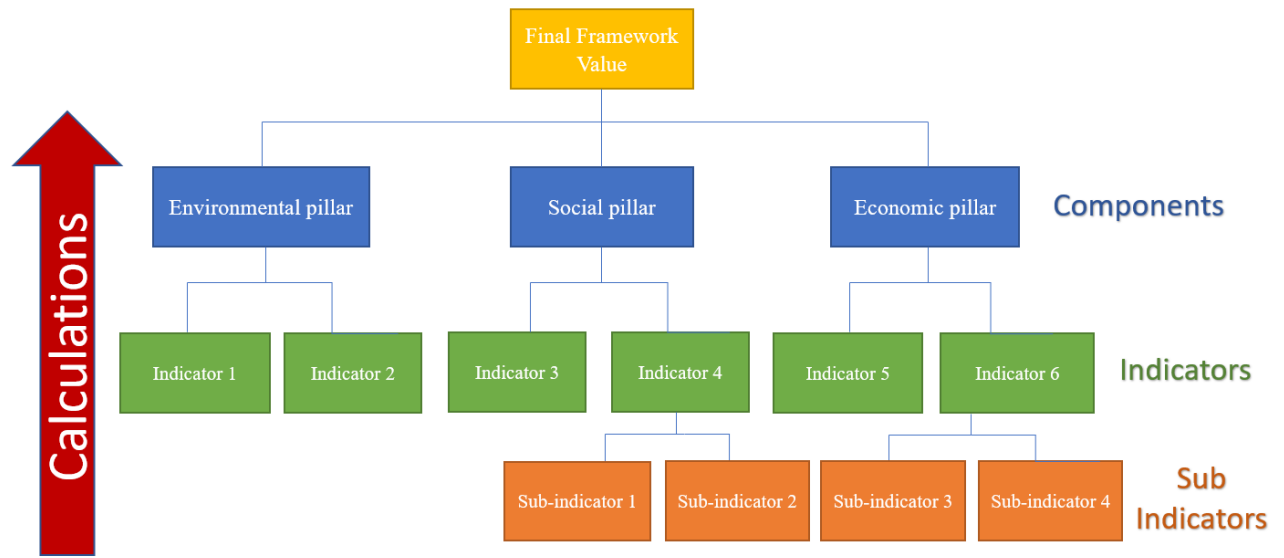 Final Framework
Value
Calculations
Environmental pillar
Social pillar
Economic pillar
Components
Indicator 1
Indicator 2
Indicator 3
Indicator 4
Indicator 5
Indicator 6
Indicators
Sub-indicator 1
Sub-indicator 2
Sub-indicator 3
Sub-indicator 4
Sub
Indicators